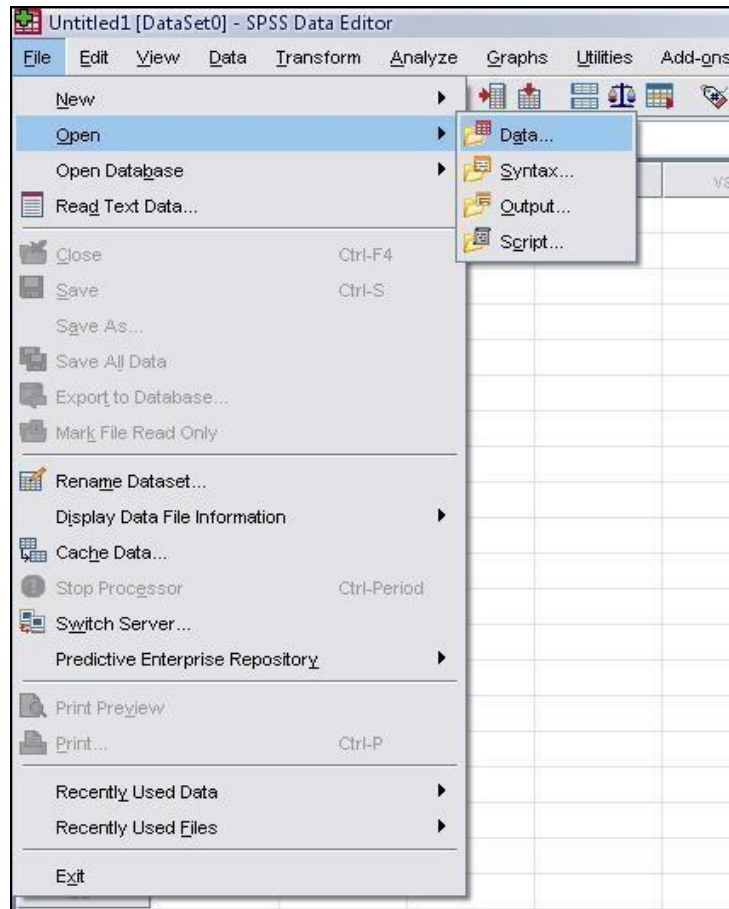 Untitled1 [DataSet0] - SPSS Data Editor
File Edit View Data Transform Analyze Graphs Utilities Add-ons
New
Open
Data...
Open Database
Syntax...
Read Text Data...
Output...
Script...
Close Ctrl-F4
Save Ctrl-S
Save As...
Save All Data
Export to Database...
Mark File Read Only
Rename Dataset...
Display Data File Information
Cache Data...
Stop Processor Ctrl-Period
Switch Server...
Predictive Enterprise Repository
Print Preview
Print... Ctrl-P
Recently Used Data
Recently Used Files
Exit